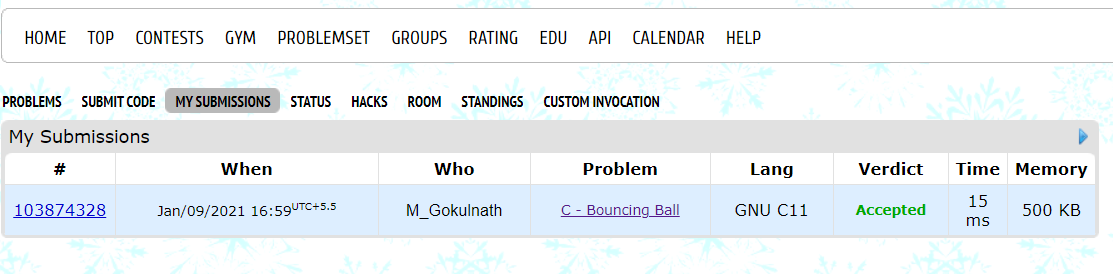 HOME TOP CONTESTS GYM PROBLEMSET GROUPS RATING EDU API CALENDAR HELP
PROBLEMS SUBMIT CODE MY SUBMISSIONS STATUS HACKS ROOM STANDINGS CUSTOM INVOCATION
My Submissions
# When Who Problem Lang Verdict Time Memory
103874328 Jan/09/2021 16:59UTC+5.5 M_Gokulnath C - Bouncing Ball GNU C11 Accepted 15 ms 500 KB